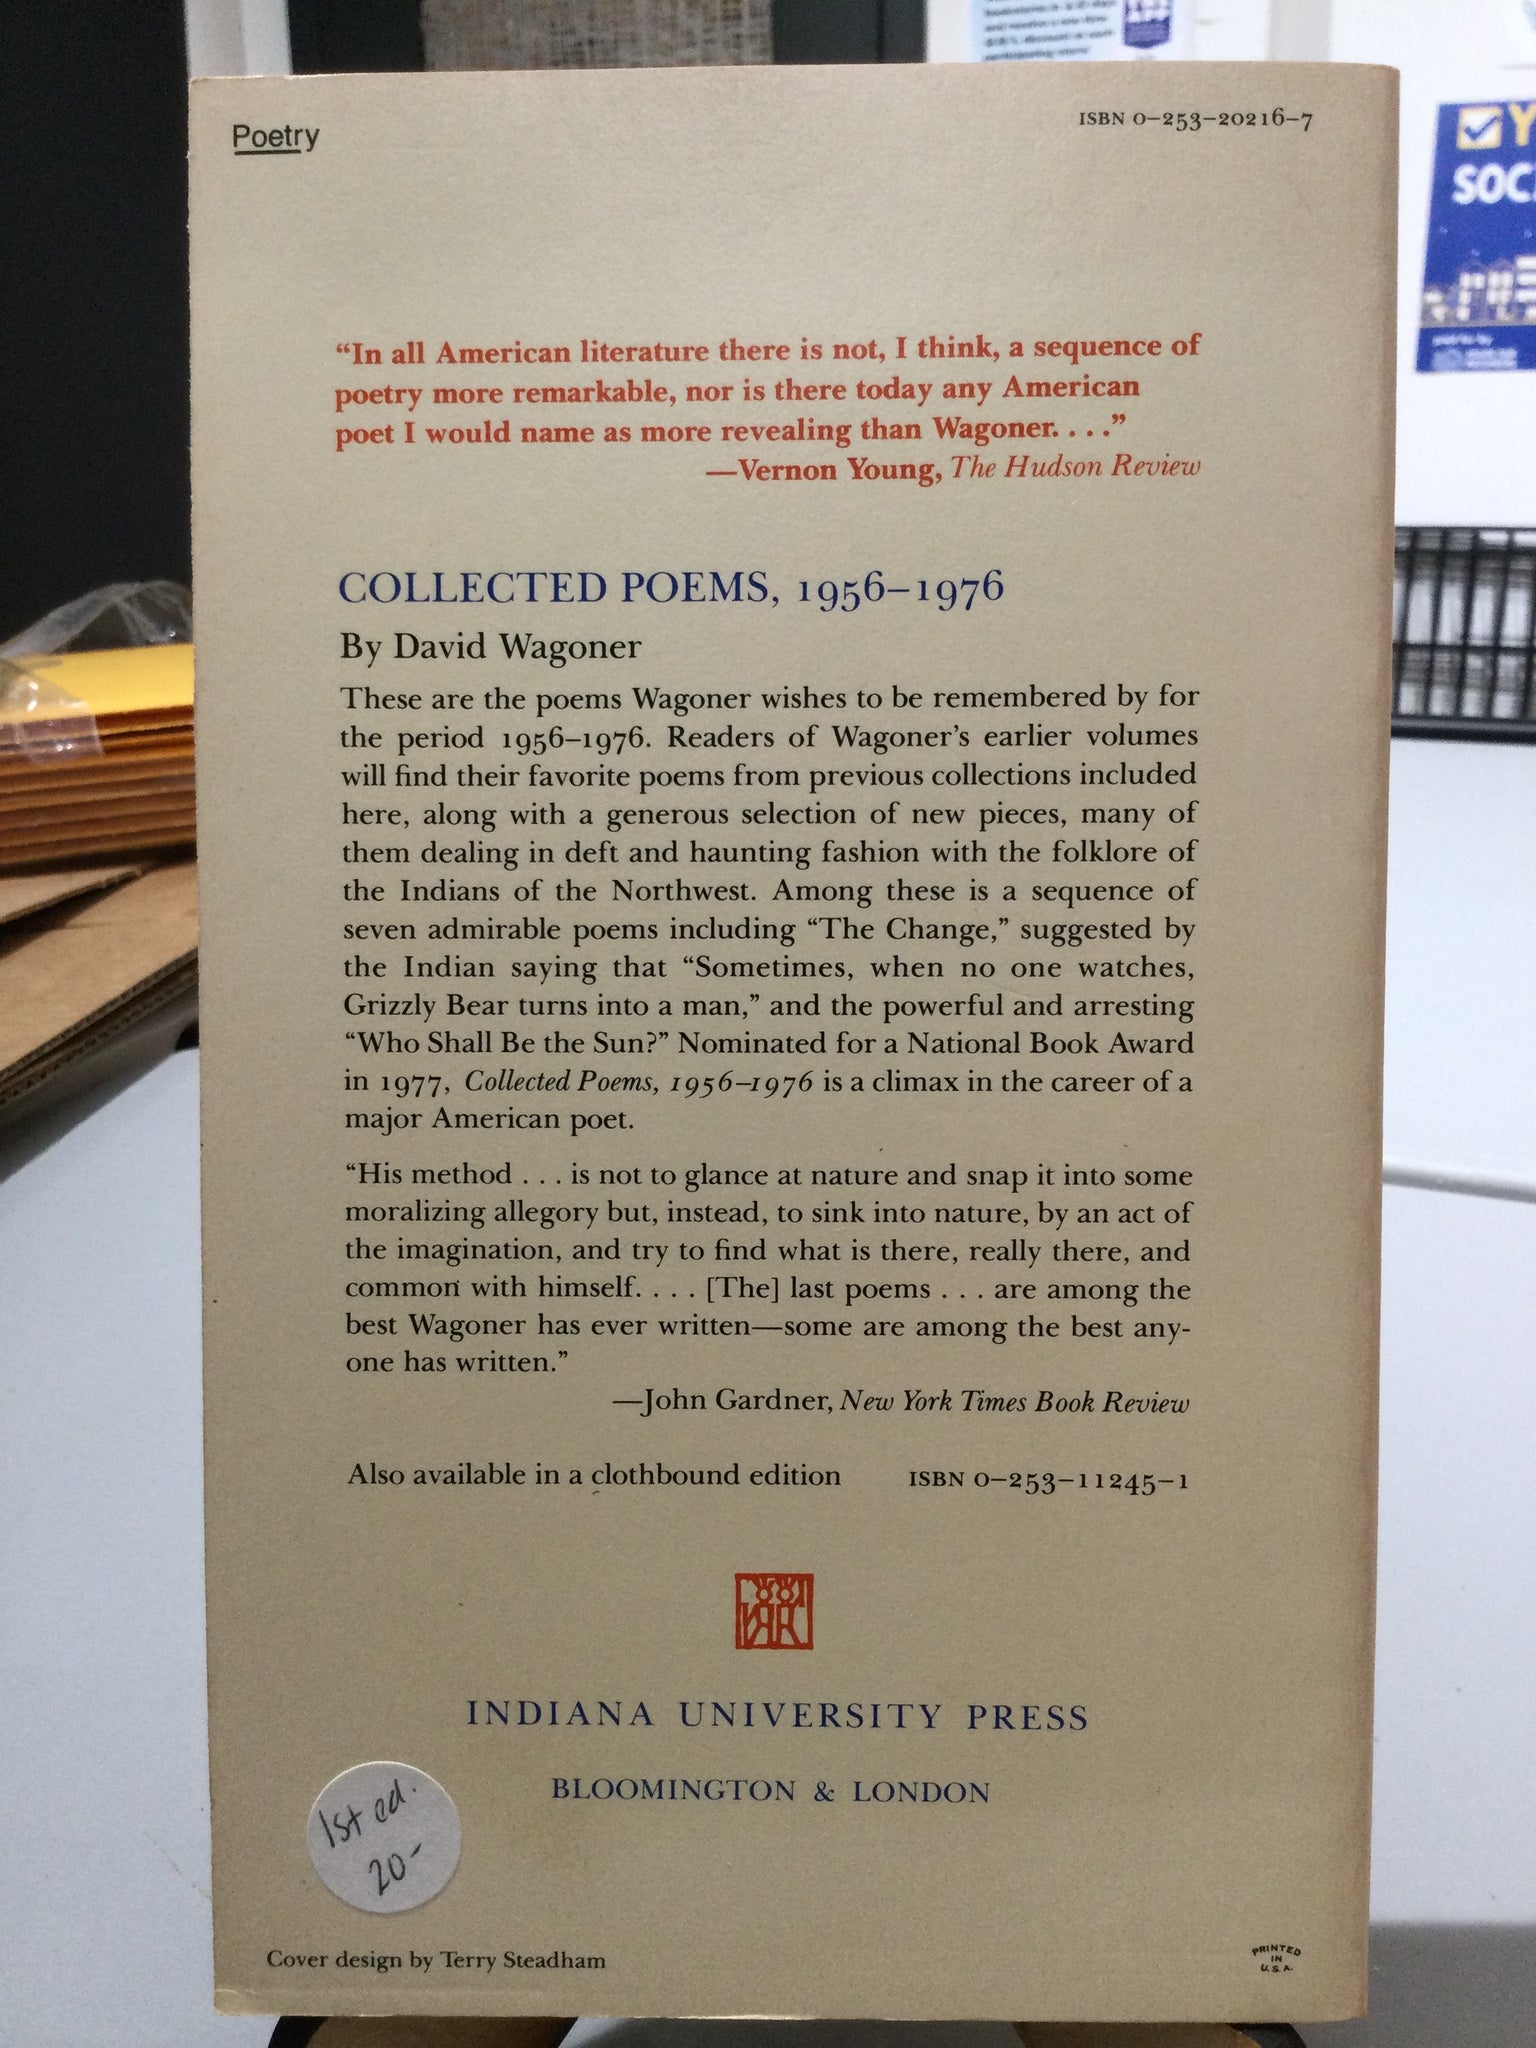 Poetry
ISBN 0–253–20216–7
“In all American literature there is not, I think, a sequence of
poetry more remarkable, nor is there today any American
poet I would name as more revealing than Wagoner. . . .”
—Vernon Young, The Hudson Review
COLLECTED POEMS, 1956–1976
By David Wagoner
These are the poems Wagoner wishes to be remembered by for
the period 1956–1976. Readers of Wagoner’s earlier volumes
will find their favorite poems from previous collections included
here, along with a generous selection of new pieces, many of
them dealing in deft and haunting fashion with the folklore of
the Indians of the Northwest. Among these is a sequence of
seven admirable poems including “The Change,” suggested by
the Indian saying that “Sometimes, when no one watches,
Grizzly Bear turns into a man,” and the powerful and arresting
“Who Shall Be the Sun?” Nominated for a National Book Award
in 1977, Collected Poems, 1956–1976 is a climax in the career of a
major American poet.
“His method . . . is not to glance at nature and snap it into some
moralizing allegory but, instead, to sink into nature, by an act of
the imagination, and try to find what is there, really there, and
common with himself. . . . [The] last poems . . . are among the
best Wagoner has ever written—some are among the best any-
one has written.”
—John Gardner, New York Times Book Review
Also available in a clothbound edition ISBN 0–253–11245–1
INDIANA UNIVERSITY PRESS
BLOOMINGTON & LONDON
1st ed.
20-
Cover design by Terry Steadham
PRINTED
IN
U.S.A.
Y
SOC